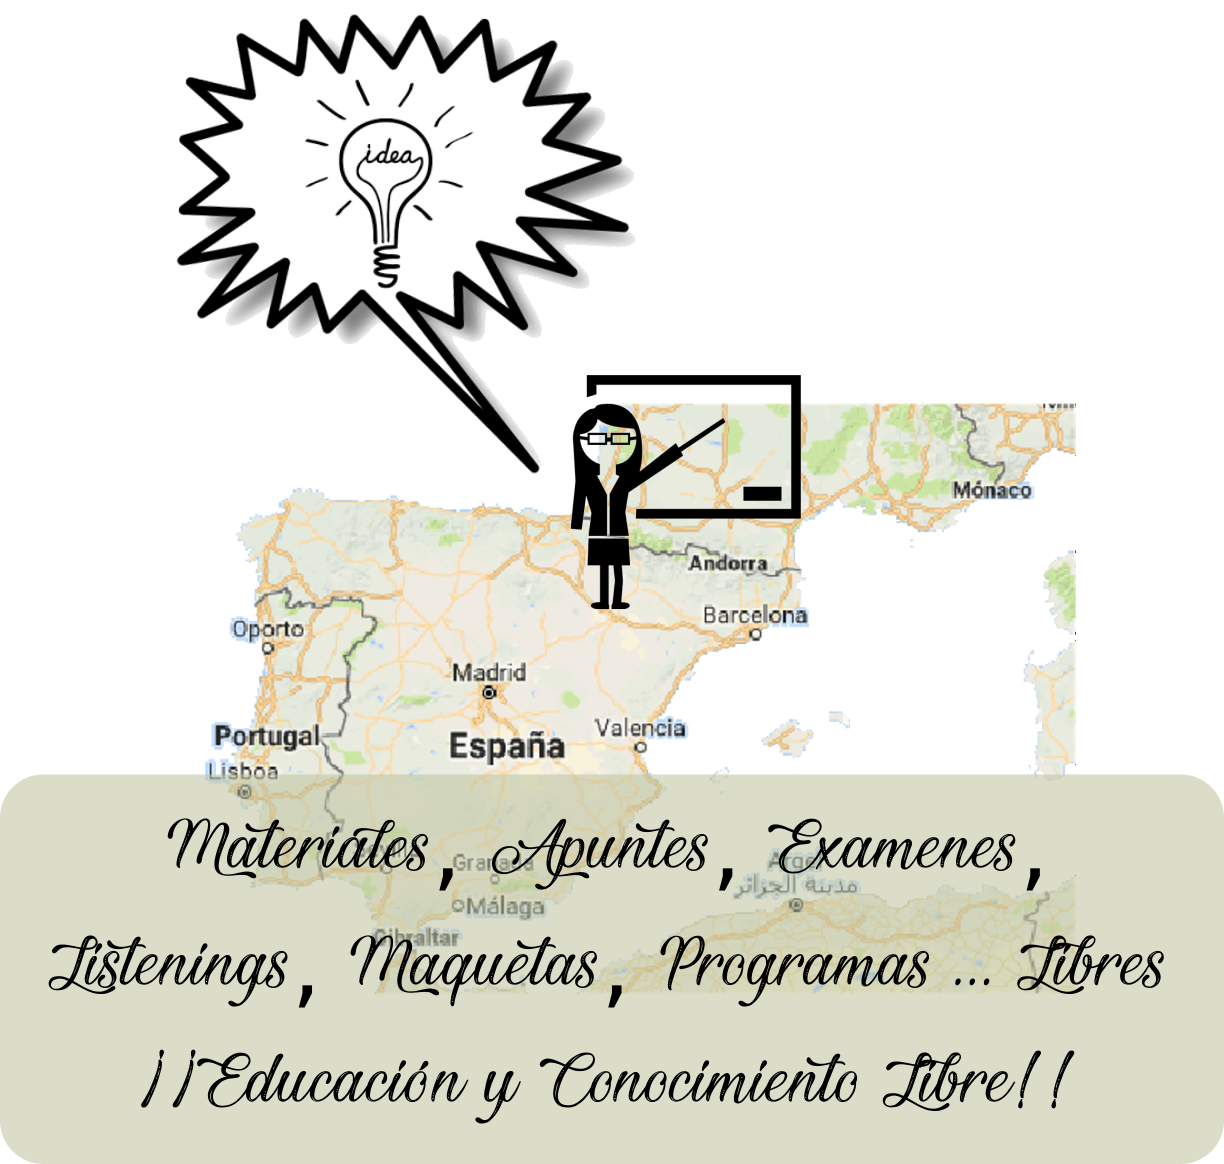 idea
Mónaco
Andorra
Barcelona
Oporto
Madrid
Valencia
Portugal
España
Lisboa
Materiales, Apuntes, Examenes,
Sevilla
Granada
Argel
مدينة الجزائر
Málaga
Gibraltar
Listenings, Maquetas, Programas ... Libres
¡¡Educación y Conocimiento Libre!!